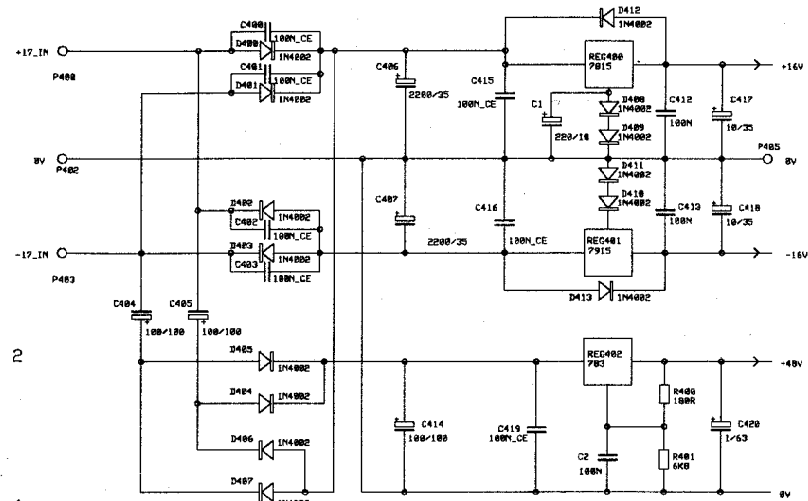 C400
100N_CE
D400
1N4002
C401
100N_CE
D401
1N4002
+17_IN
P400
0V
P402
-17_IN
P403
D402
1N4002
C402
100N_CE
D403
1N4002
C403
100N_CE
C404
100/100
C405
100/100
C406
2200/35
C407
2200/35
C415
100N_CE
C416
100N_CE
D412
1N4002
REG400
7815
C1
220/16
D408
1N4002
D409
1N4002
D411
1N4002
D410
1N4002
C412
100N
C417
10/35
C413
100N
C418
10/35
+16V
P405
0V
-16V
REG401
7915
D413
1N4002
2
D405
1N4002
D404
1N4002
D406
1N4002
D407
C414
100/100
C419
100N_CE
REG402
783
C2
100N
R400
180R
R401
6K8
C420
1/63
-48V
0V